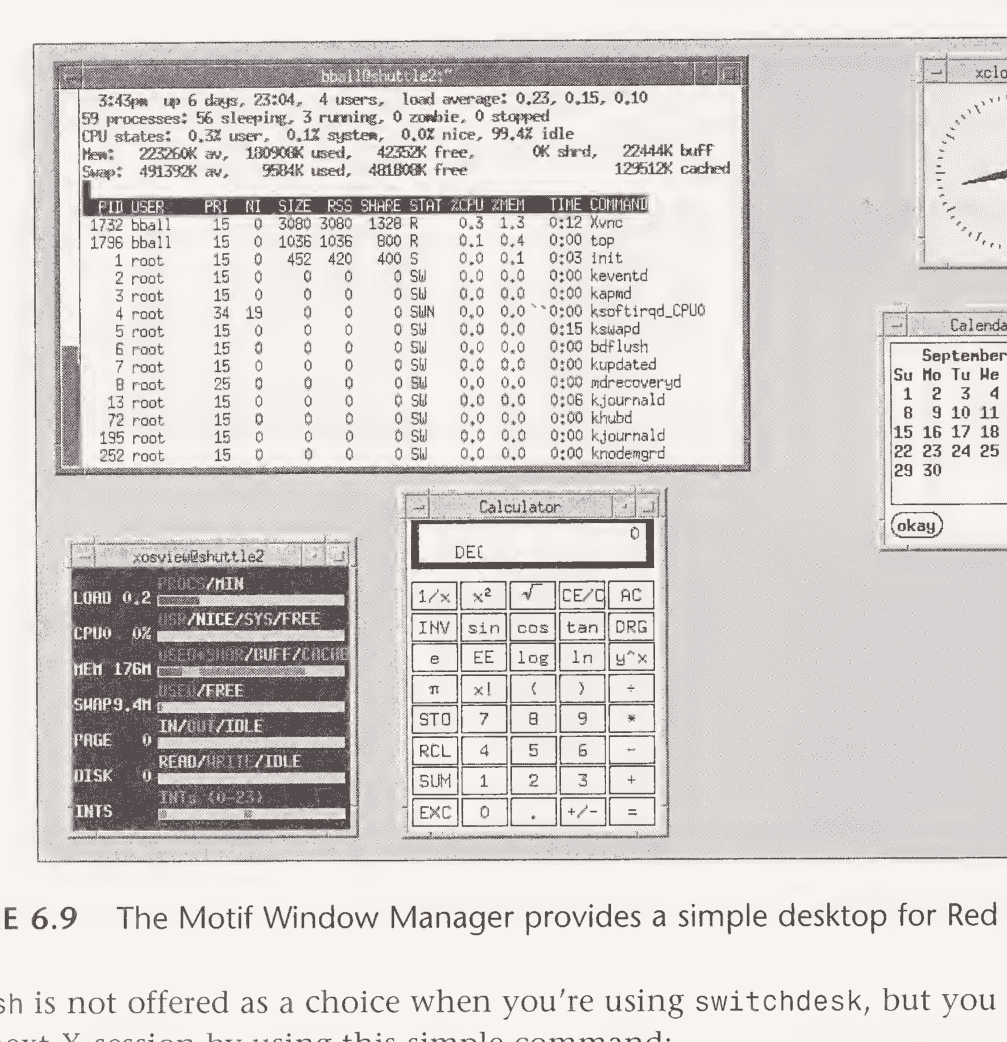 bball@shuttle2:~
3:43pm up 6 days, 23:04, 4 users, load average: 0.23, 0.15, 0.10
59 processes: 56 sleeping, 3 running, 0 zombie, 0 stopped
CPU states: 0.3% user, 0.1% system, 0.0% nice, 99.4% idle
Mem: 223260K av, 180908K used, 42352K free, 0K shrd, 22444K buff
Swap: 491392K av, 9584K used, 481808K free 129512K cached
PID USER PRI NI SIZE RSS SHARE STAT %CPU %MEM TIME COMMAND
1732 bball 15 0 3080 3080 1328 R 0.3 1.3 0:12 Xvnc
1796 bball 15 0 1036 1036 800 R 0.1 0.4 0:00 top
1 root 15 0 452 420 400 S 0.0 0.1 0:03 init
2 root 15 0 0 0 0 SW 0.0 0.0 0:00 keventd
3 root 15 0 0 0 0 SW 0.0 0.0 0:00 kapmd
4 root 34 19 0 0 0 SWN 0.0 0.0 0:00 ksoftirqd_CPU0
5 root 15 0 0 0 0 SW 0.0 0.0 0:15 kswapd
6 root 15 0 0 0 0 SW 0.0 0.0 0:00 bdflush
7 root 15 0 0 0 0 SW 0.0 0.0 0:00 kupdated
8 root 25 0 0 0 0 SW 0.0 0.0 0:00 mdrecoveryd
13 root 15 0 0 0 0 SW 0.0 0.0 0:06 kjournald
72 root 15 0 0 0 0 SW 0.0 0.0 0:00 khubd
195 root 15 0 0 0 0 SW 0.0 0.0 0:00 kjournald
252 root 15 0 0 0 0 SW 0.0 0.0 0:00 knodemgrd
xclo
Calenda
September
Su Mo Tu We
1 2 3 4
8 9 10 11
15 16 17 18
22 23 24 25
29 30
okay
xosview@shuttle2
PROCS/MIN
LOAD 0.2
USR/NICE/SYS/FREE
CPU0 0%
USED+SHAR/BUFF/CACHE
MEM 176M
USED/FREE
SWAP9.4M
IN/OUT/IDLE
PAGE 0
READ/WRITE/IDLE
DISK 0
INTs (0-23)
INTS
Calculator
0
DEC
1/x x² √ CE/C AC
INV sin cos tan DRG
e EE log ln y^x
π x! ( ) ÷
STO 7 8 9 *
RCL 4 5 6 -
SUM 1 2 3 +
EXC 0 . +/- =
E 6.9 The Motif Window Manager provides a simple desktop for Red
sh is not offered as a choice when you're using switchdesk, but you
next X session by using this simple command: